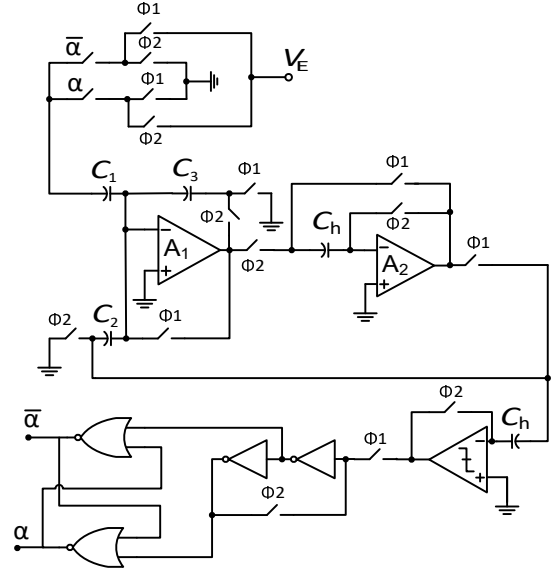 Φ1
ᾱ Φ2
V_E
α Φ1
Φ2
C₁ C₃ Φ1 Φ1
Φ2 C_h Φ2
− A₁ Φ2 − A₂ Φ1
+ +
Φ2 C₂ Φ1
Φ2 C_h
ᾱ Φ1 −
Φ2 +
α